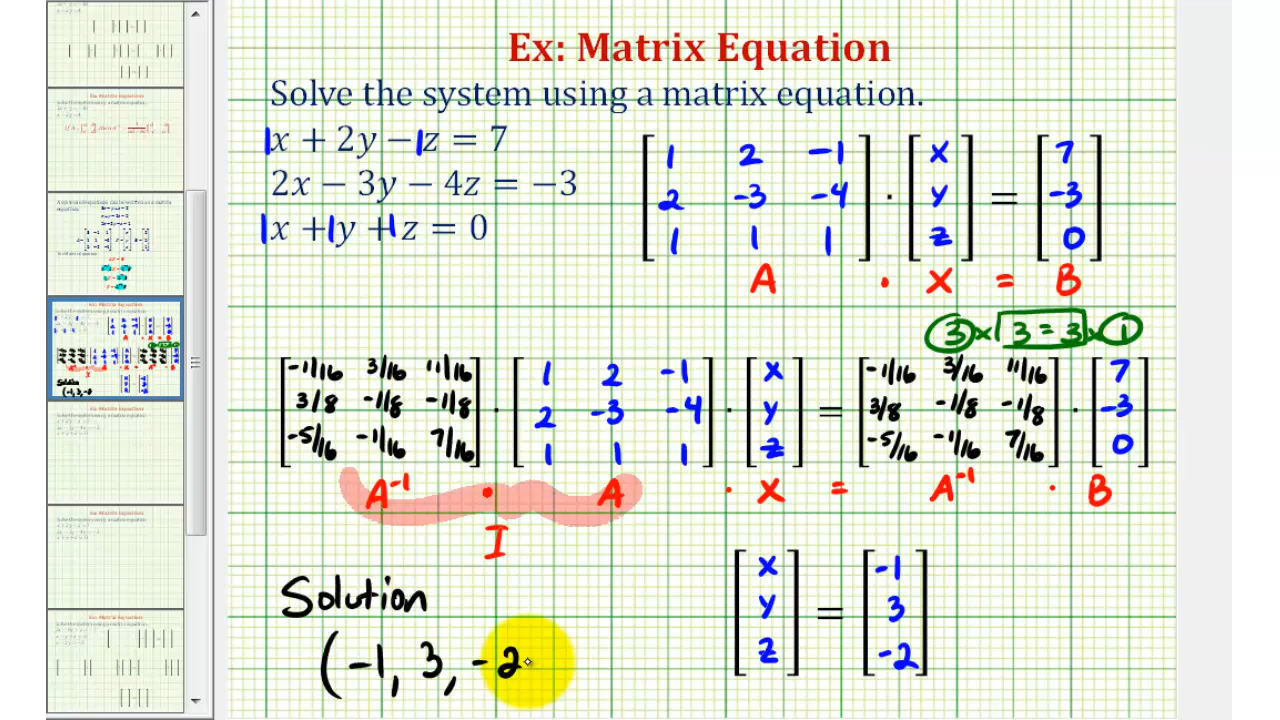 Ex: Matrix Equation
Solve the system using a matrix equation.
1x + 2y − 1z = 7
2x − 3y − 4z = −3
1x + 1y + 1z = 0
[1 2 -1] [x] [7]
[2 -3 -4] · [y] = [-3]
[1 1 1] [z] [0]
A · X = B
3 × 3 = 3 × 1
[-1/16 3/16 11/16] [1 2 -1] [x] [-1/16 3/16 11/16] [7]
[3/8 -1/8 -1/8] · [2 -3 -4] · [y] = [3/8 -1/8 -1/8] · [-3]
[-5/16 -1/16 7/16] [1 1 1] [z] [-5/16 -1/16 7/16] [0]
A⁻¹ · A · X = A⁻¹ · B
I
[x] [-1]
[y] = [3]
[z] [-2]
Solution
(-1, 3, -2